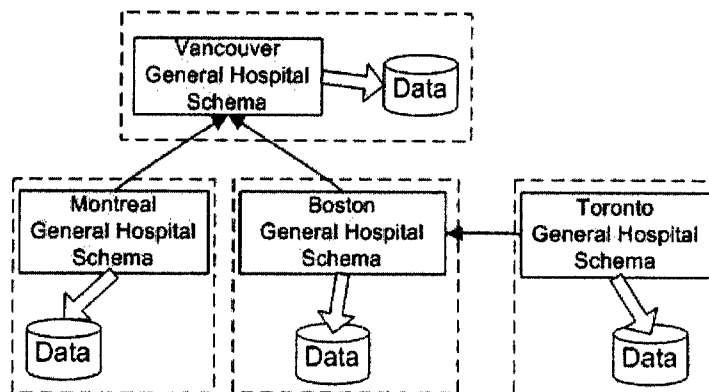 Vancouver
General Hospital
Schema
Data
Montreal
General Hospital
Schema
Data
Boston
General Hospital
Schema
Data
Toronto
General Hospital
Schema
Data